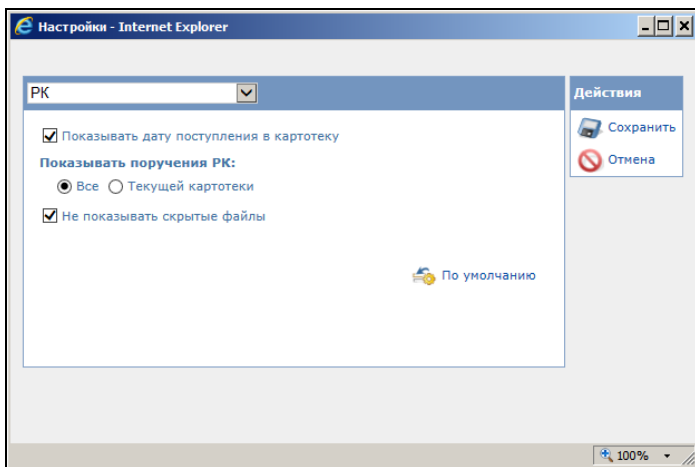 Настройки - Internet Explorer
РК
Действия
Показывать дату поступления в картотеку
Сохранить
Показывать поручения РК:
Отмена
Все Текущей картотеки
Не показывать скрытые файлы
По умолчанию
100%